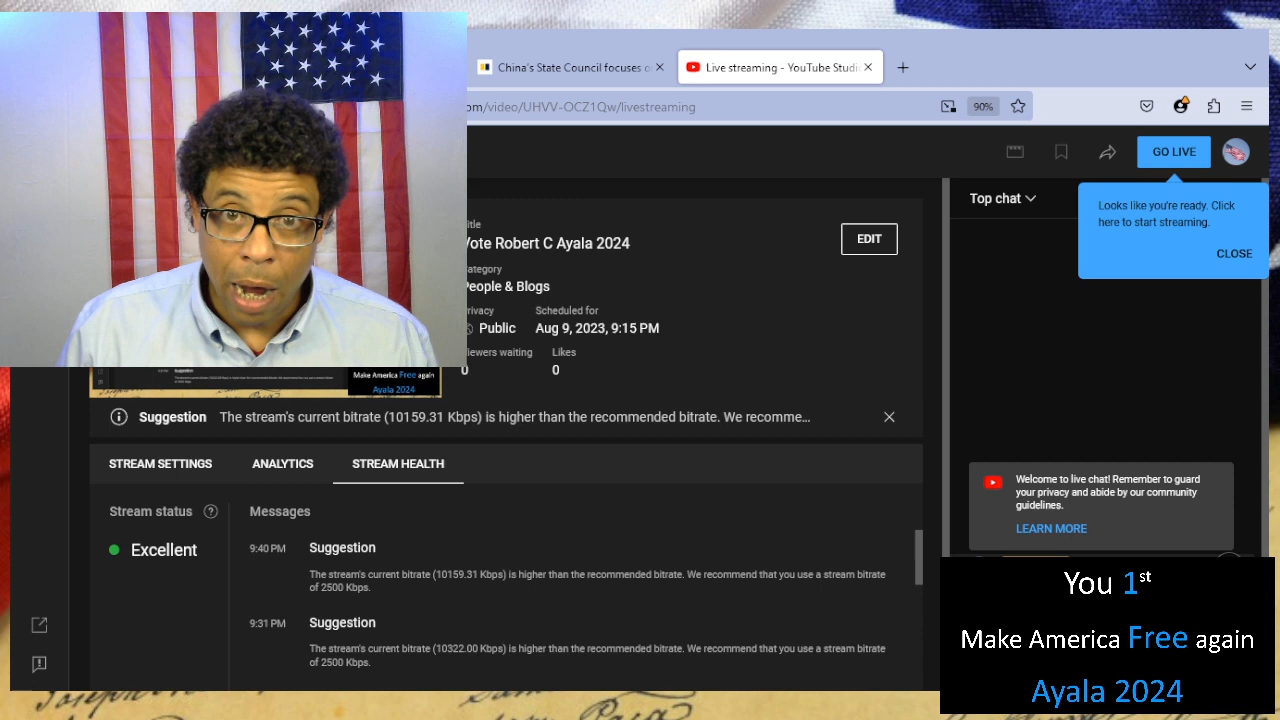 China's State Council focuses o
Live streaming - YouTube Studi
om/video/UHVV-OCZ1Qw/livestreaming
90%
GO LIVE
Top chat
Looks like you're ready. Click
here to start streaming.
CLOSE
itle
Vote Robert C Ayala 2024
EDIT
ategory
People & Blogs
rivacy
Scheduled for
Public
Aug 9, 2023, 9:15 PM
iewers waiting
Likes
0
0
Make America Free again
Ayala 2024
Suggestion
The stream's current bitrate (10159.31 Kbps) is higher than the recommended bitrate. We recomme...
STREAM SETTINGS
ANALYTICS
STREAM HEALTH
Stream status
Messages
Excellent
9:40 PM
Suggestion
The stream's current bitrate (10159.31 Kbps) is higher than the recommended bitrate. We recommend that you use a stream bitrate
of 2500 Kbps.
9:31 PM
Suggestion
The stream's current bitrate (10322.00 Kbps) is higher than the recommended bitrate. We recommend that you use a stream bitrate
of 2500 Kbps.
Welcome to live chat! Remember to guard
your privacy and abide by our community
guidelines.
LEARN MORE
You 1st
Make America Free again
Ayala 2024